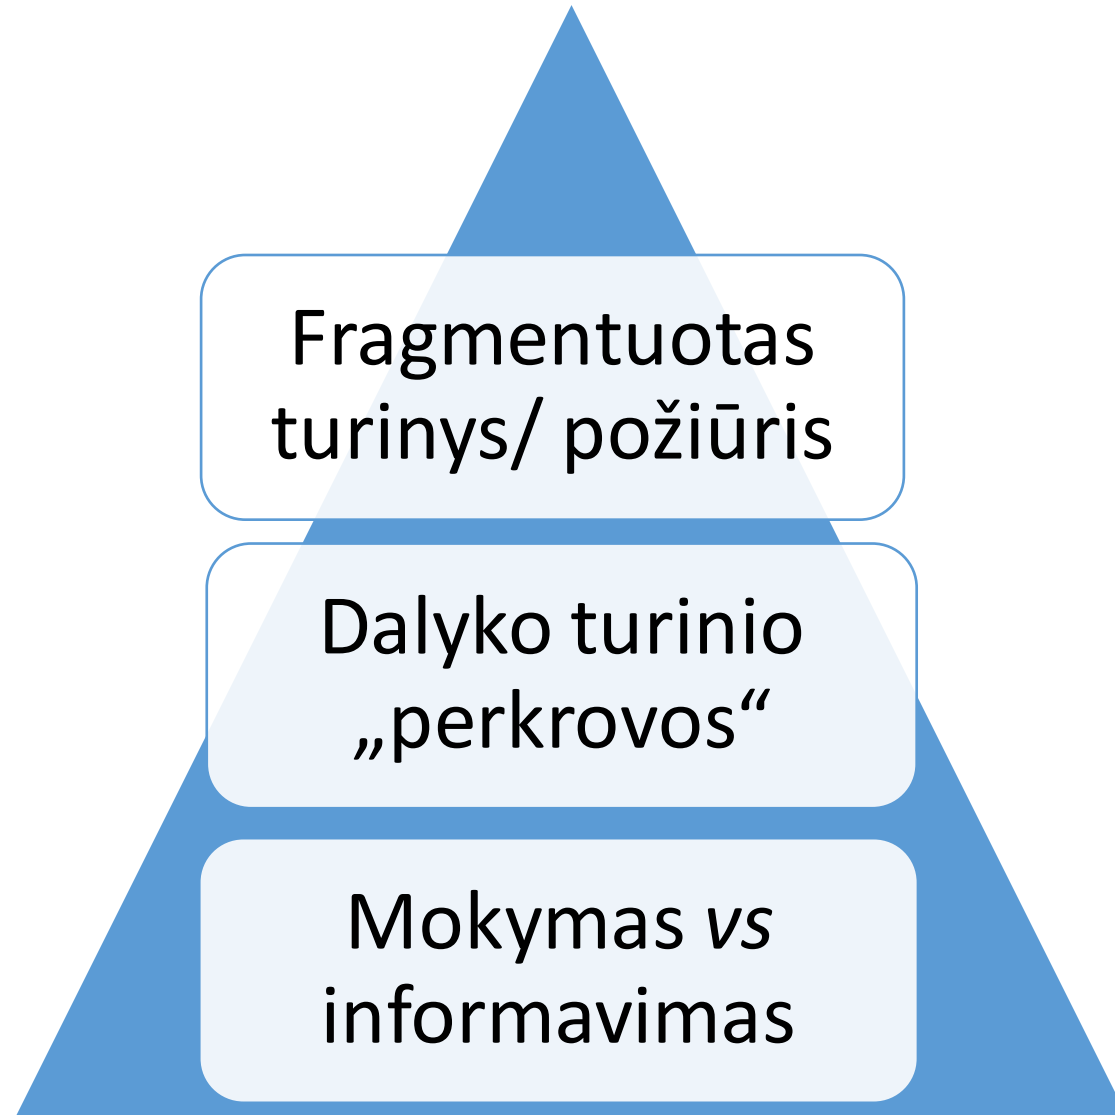 Fragmentuotas
turinys/ požiūris
Dalyko turinio
„perkrovos“
Mokymas vs
informavimas